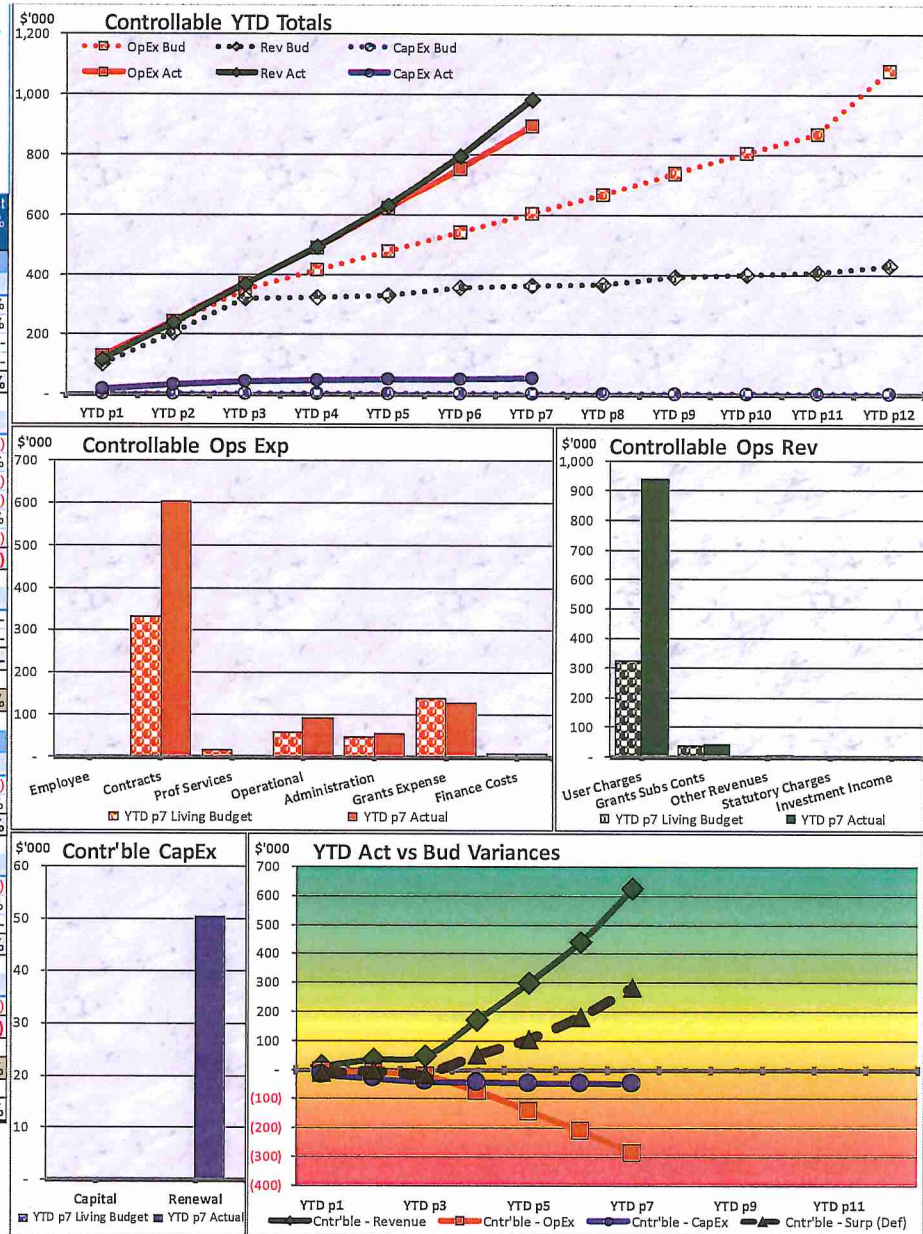 $'000 Controllable YTD Totals
1,200
OpEx Bud Rev Bud CapEx Bud
OpEx Act Rev Act CapEx Act
1,000
800
600
400
200
-
YTD p1 YTD p2 YTD p3 YTD p4 YTD p5 YTD p6 YTD p7 YTD p8 YTD p9 YTD p10 YTD p11 YTD p12
$'000 Controllable Ops Exp
700
600
500
400
300
200
100
-
Employee Contracts Prof Services Operational Administration Grants Expense Finance Costs
YTD p7 Living Budget YTD p7 Actual
$'000 Controllable Ops Rev
1,000
900
800
700
600
500
400
300
200
100
-
User Charges Grants Subs Conts Other Revenues Statutory Charges Investment Income
YTD p7 Living Budget YTD p7 Actual
$'000 Contr'ble CapEx
60
50
40
30
20
10
-
Capital Renewal
YTD p7 Living Budget YTD p7 Actual
$'000 YTD Act vs Bud Variances
700
600
500
400
300
200
100
-
(100)
(200)
(300)
(400)
YTD p1 YTD p3 YTD p5 YTD p7 YTD p9 YTD p11
Cntr'ble - Revenue Cntr'ble - OpEx Cntr'ble - CapEx Cntr'ble - Surp (Def)